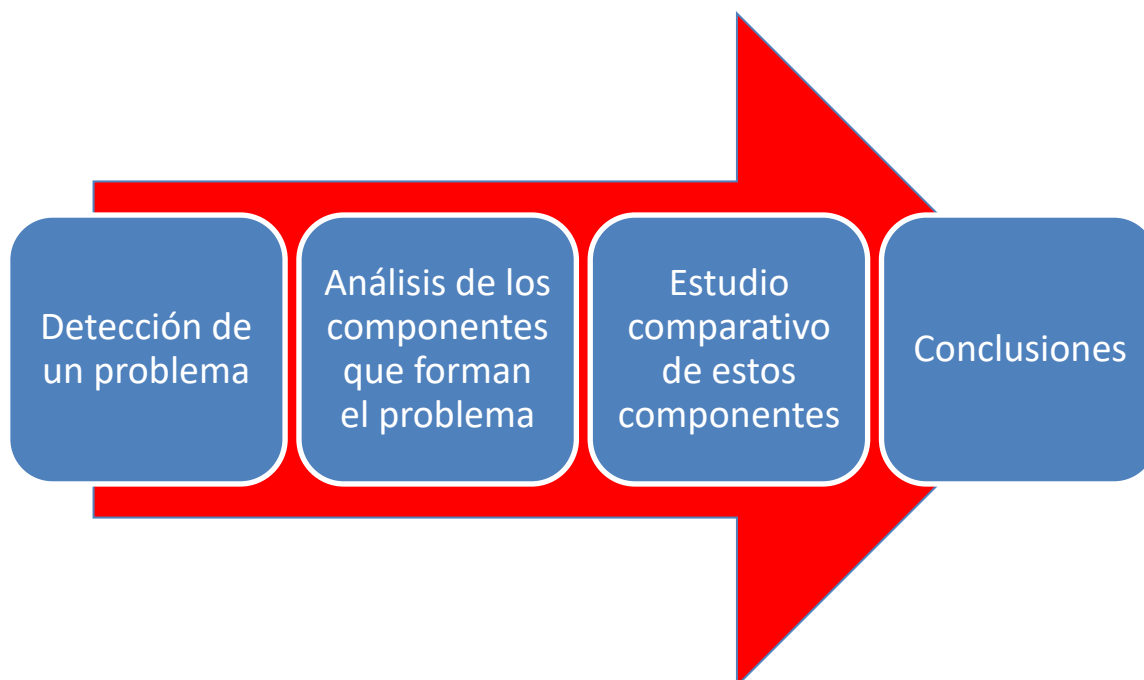 Detección de
un problema
Análisis de los
componentes
que forman
el problema
Estudio
comparativo
de estos
componentes
Conclusiones